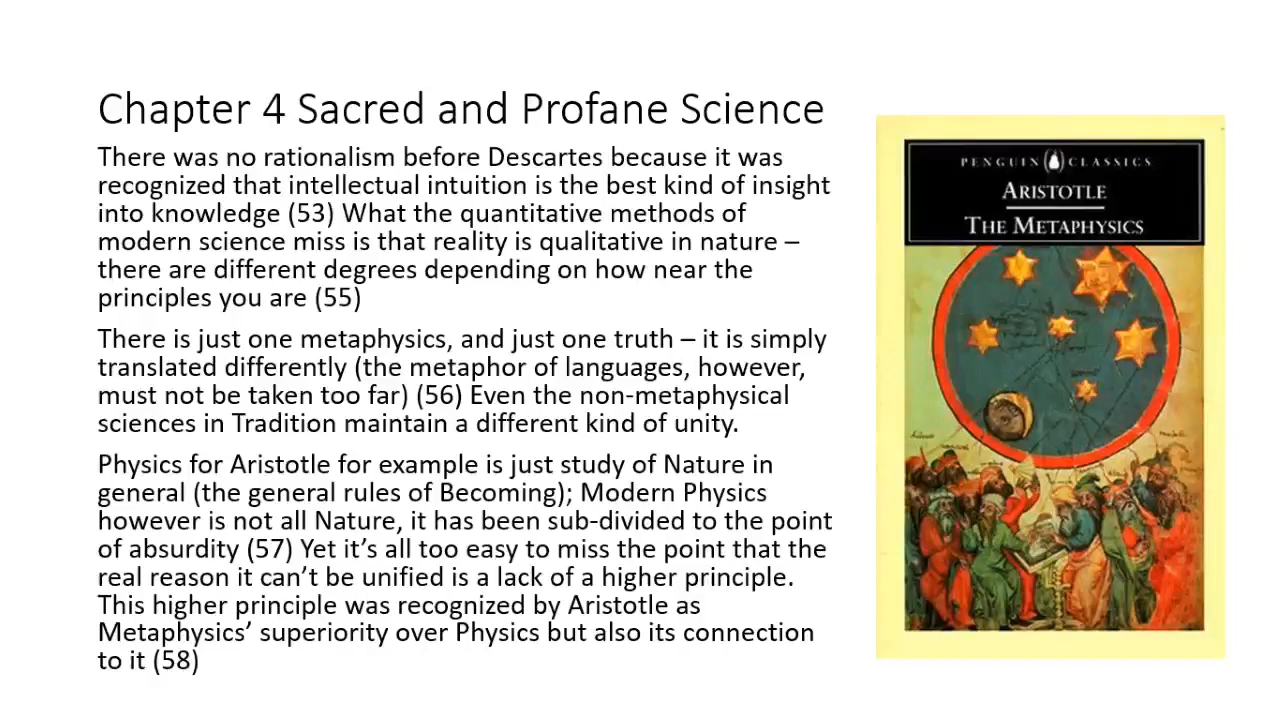 Chapter 4 Sacred and Profane Science
There was no rationalism before Descartes because it was
recognized that intellectual intuition is the best kind of insight
into knowledge (53) What the quantitative methods of
modern science miss is that reality is qualitative in nature –
there are different degrees depending on how near the
principles you are (55)
There is just one metaphysics, and just one truth – it is simply
translated differently (the metaphor of languages, however,
must not be taken too far) (56) Even the non-metaphysical
sciences in Tradition maintain a different kind of unity.
Physics for Aristotle for example is just study of Nature in
general (the general rules of Becoming); Modern Physics
however is not all Nature, it has been sub-divided to the point
of absurdity (57) Yet it’s all too easy to miss the point that the
real reason it can’t be unified is a lack of a higher principle.
This higher principle was recognized by Aristotle as
Metaphysics’ superiority over Physics but also its connection
to it (58)
PENGUIN CLASSICS
ARISTOTLE
THE METAPHYSICS